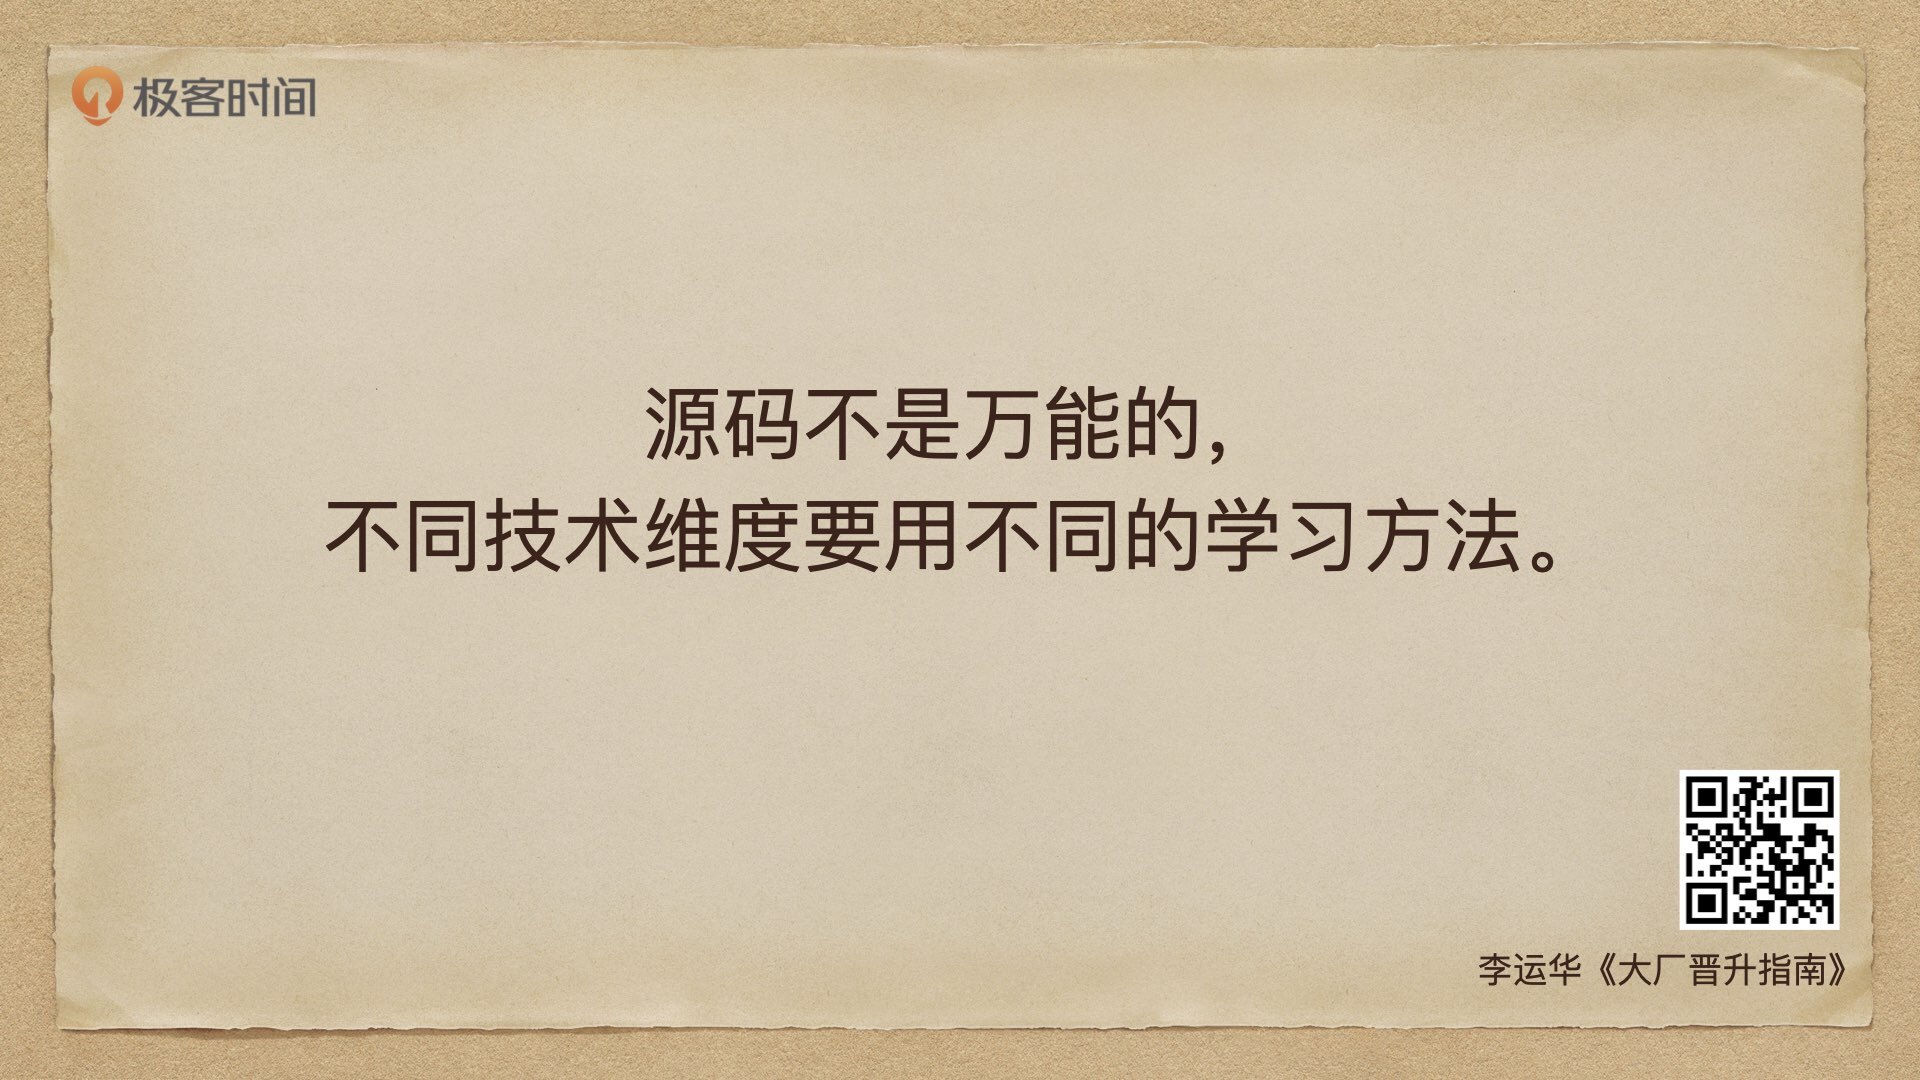 极客时间
源码不是万能的，
不同技术维度要用不同的学习方法。
李运华《大厂晋升指南》